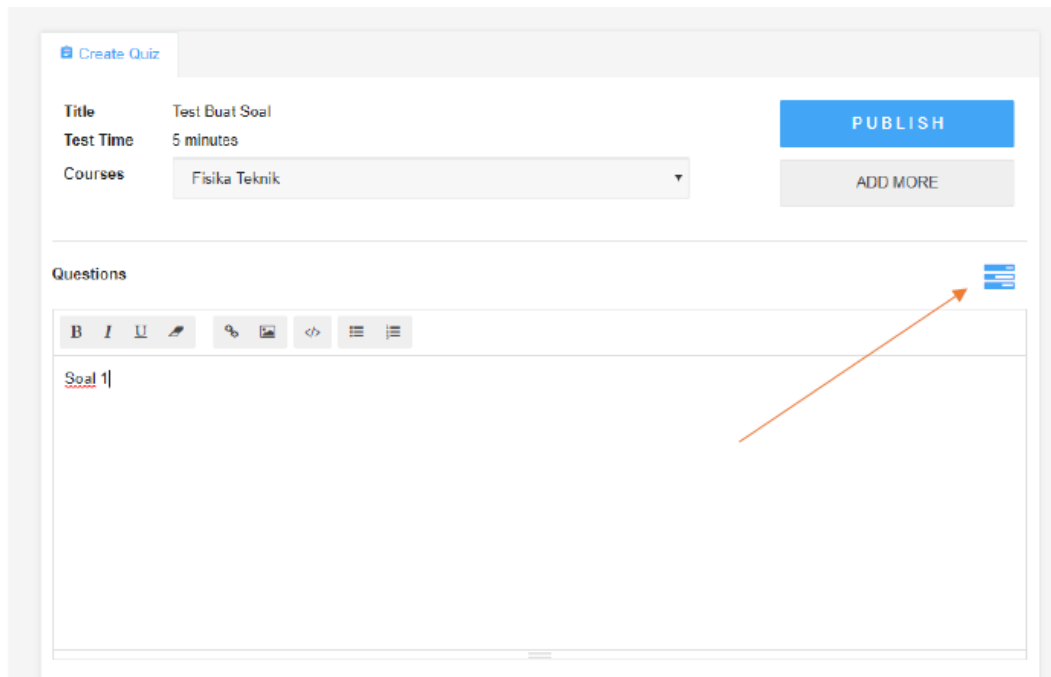 Create Quiz
Title Test Buat Soal
PUBLISH
Test Time 5 minutes
Courses Fisika Teknik
ADD MORE
Questions
B I U
Soal 1